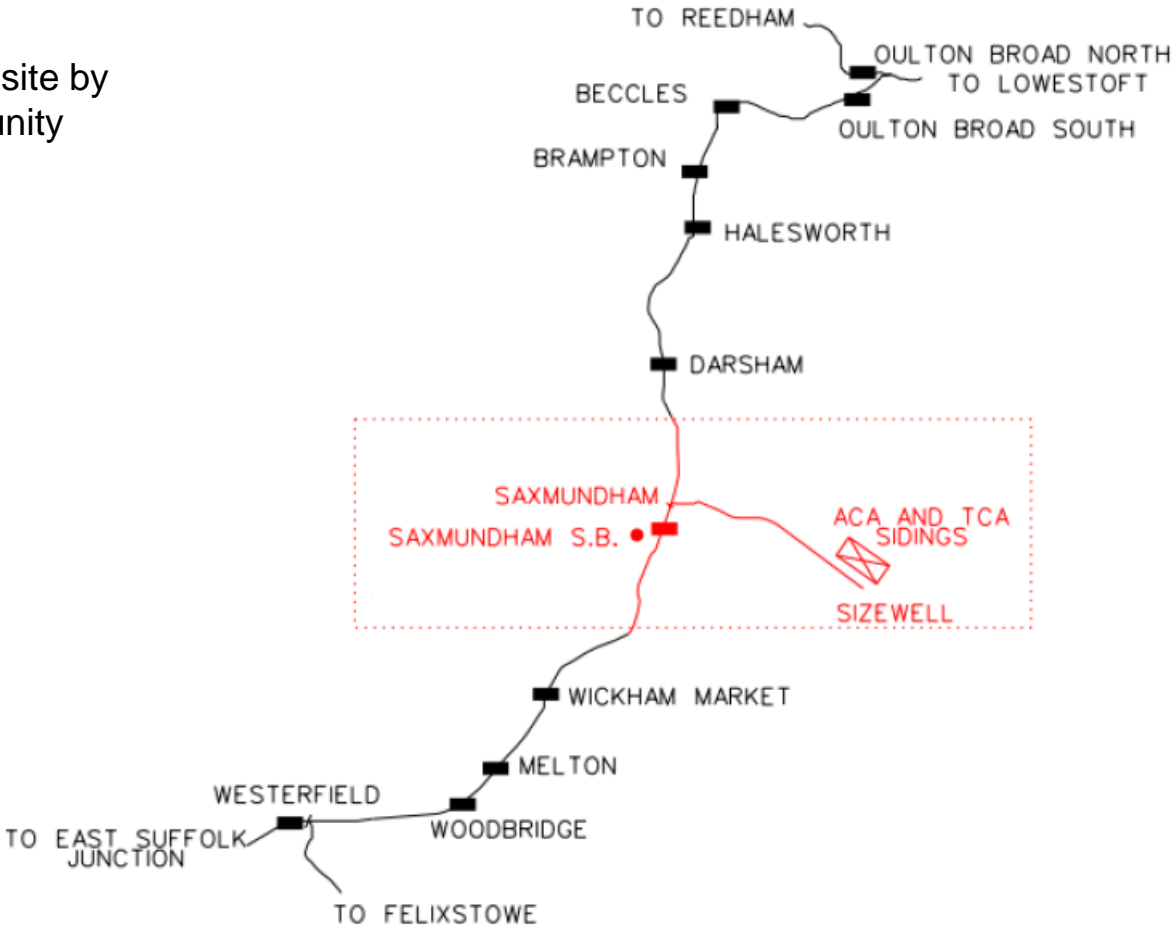 site by
unity
TO REEDHAM
OULTON BROAD NORTH
TO LOWESTOFT
BECCLES
OULTON BROAD SOUTH
BRAMPTON
HALESWORTH
DARSHAM
SAXMUNDHAM
ACA AND TCA
SIDINGS
SAXMUNDHAM S.B.
SIZEWELL
WICKHAM MARKET
MELTON
WESTERFIELD
WOODBRIDGE
TO EAST SUFFOLK
JUNCTION
TO FELIXSTOWE